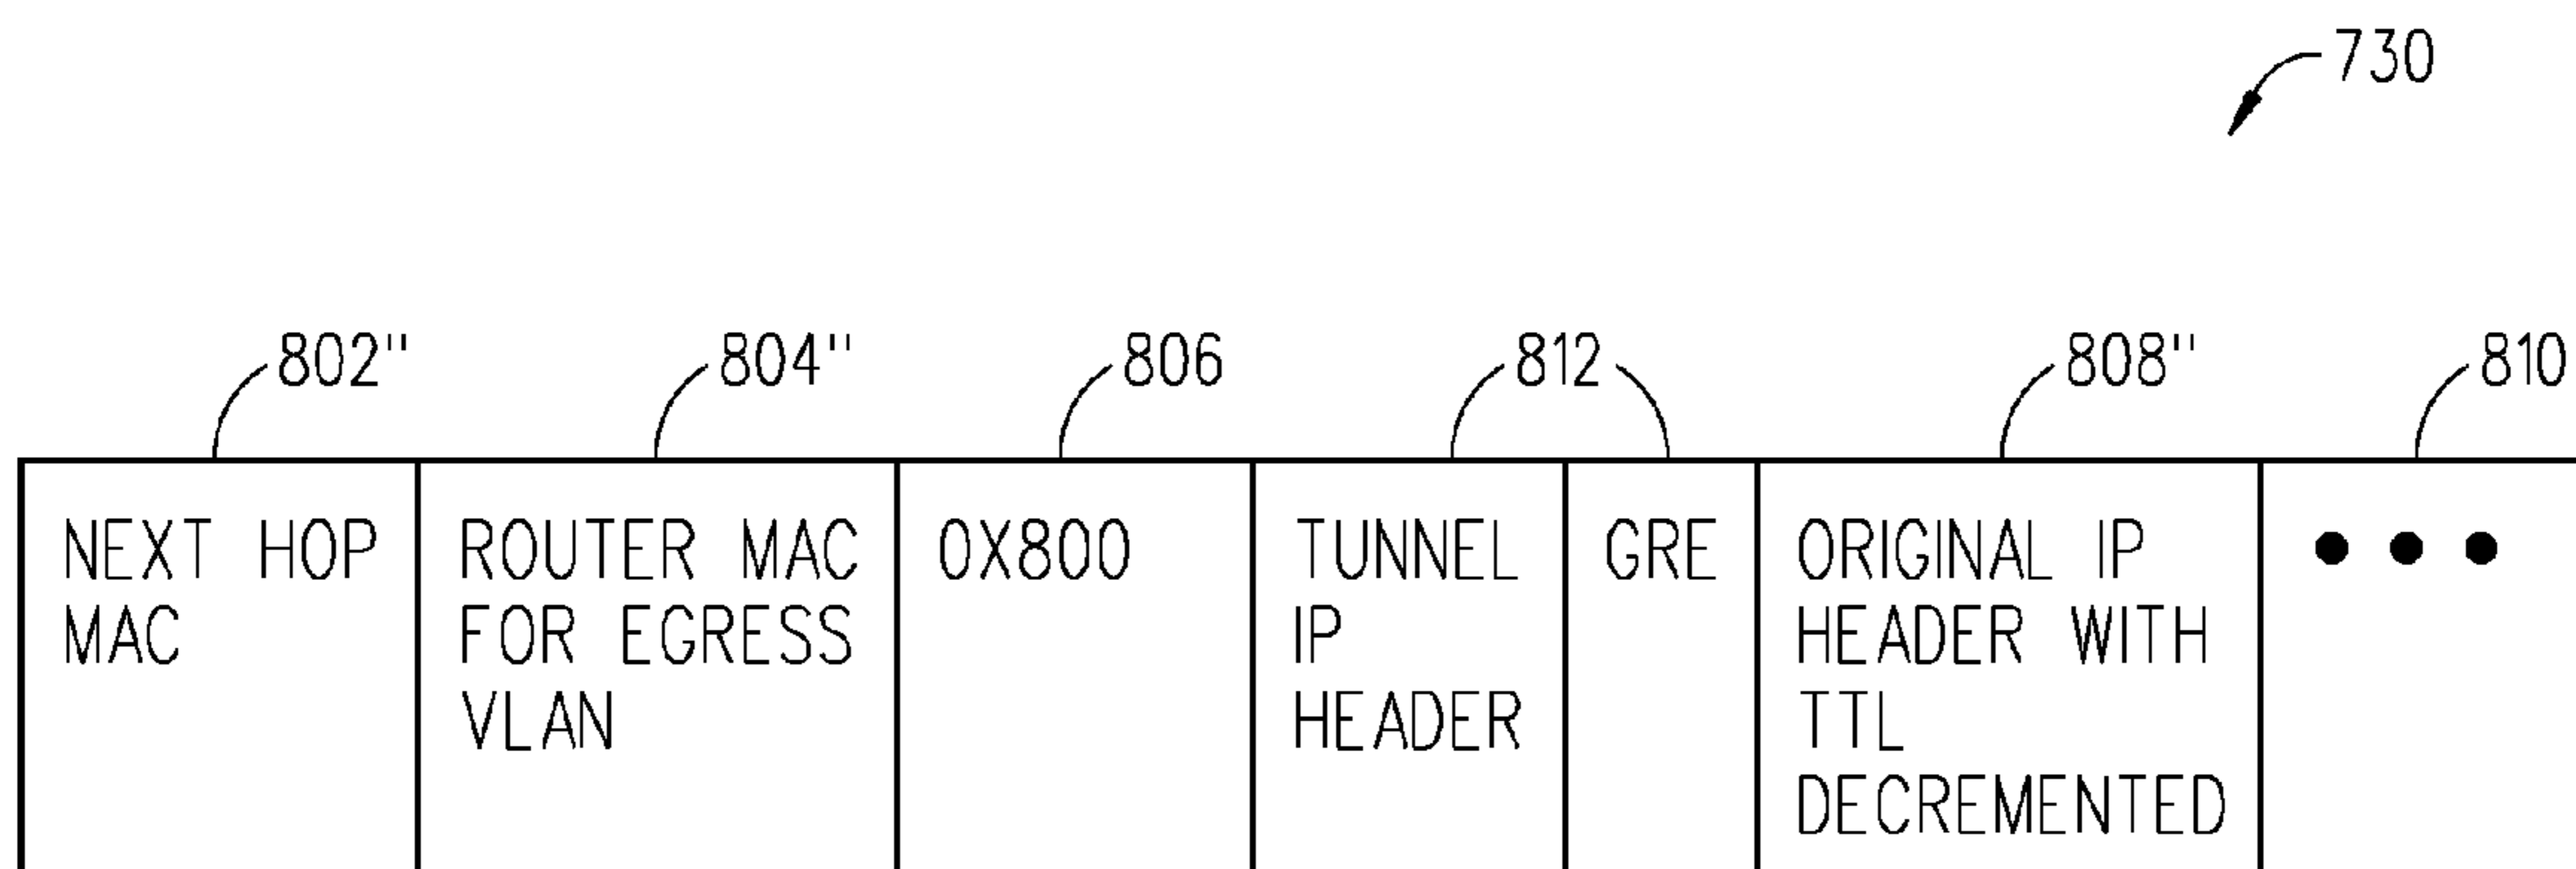 730
802" 804" 806 812 808" 810
NEXT HOP
MAC
ROUTER MAC
FOR EGRESS
VLAN
0X800
TUNNEL
IP
HEADER
GRE
ORIGINAL IP
HEADER WITH
TTL
DECREMENTED